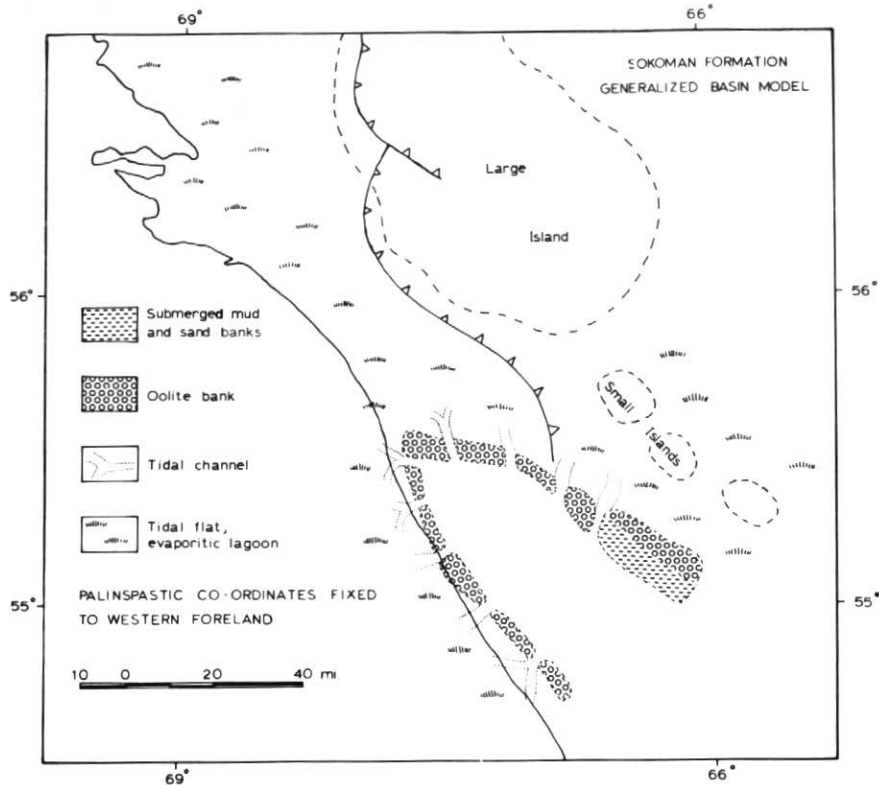 69°
66°
SOKOMAN FORMATION
GENERALIZED BASIN MODEL
Large
Island
56°
56°
Submerged mud
and sand banks
Small
Islands
Oolite bank
Tidal channel
Tidal flat,
evaporitic lagoon
PALINSPASTIC CO-ORDINATES FIXED
TO WESTERN FORELAND
55°
55°
10 0 20 40 mi
69°
66°